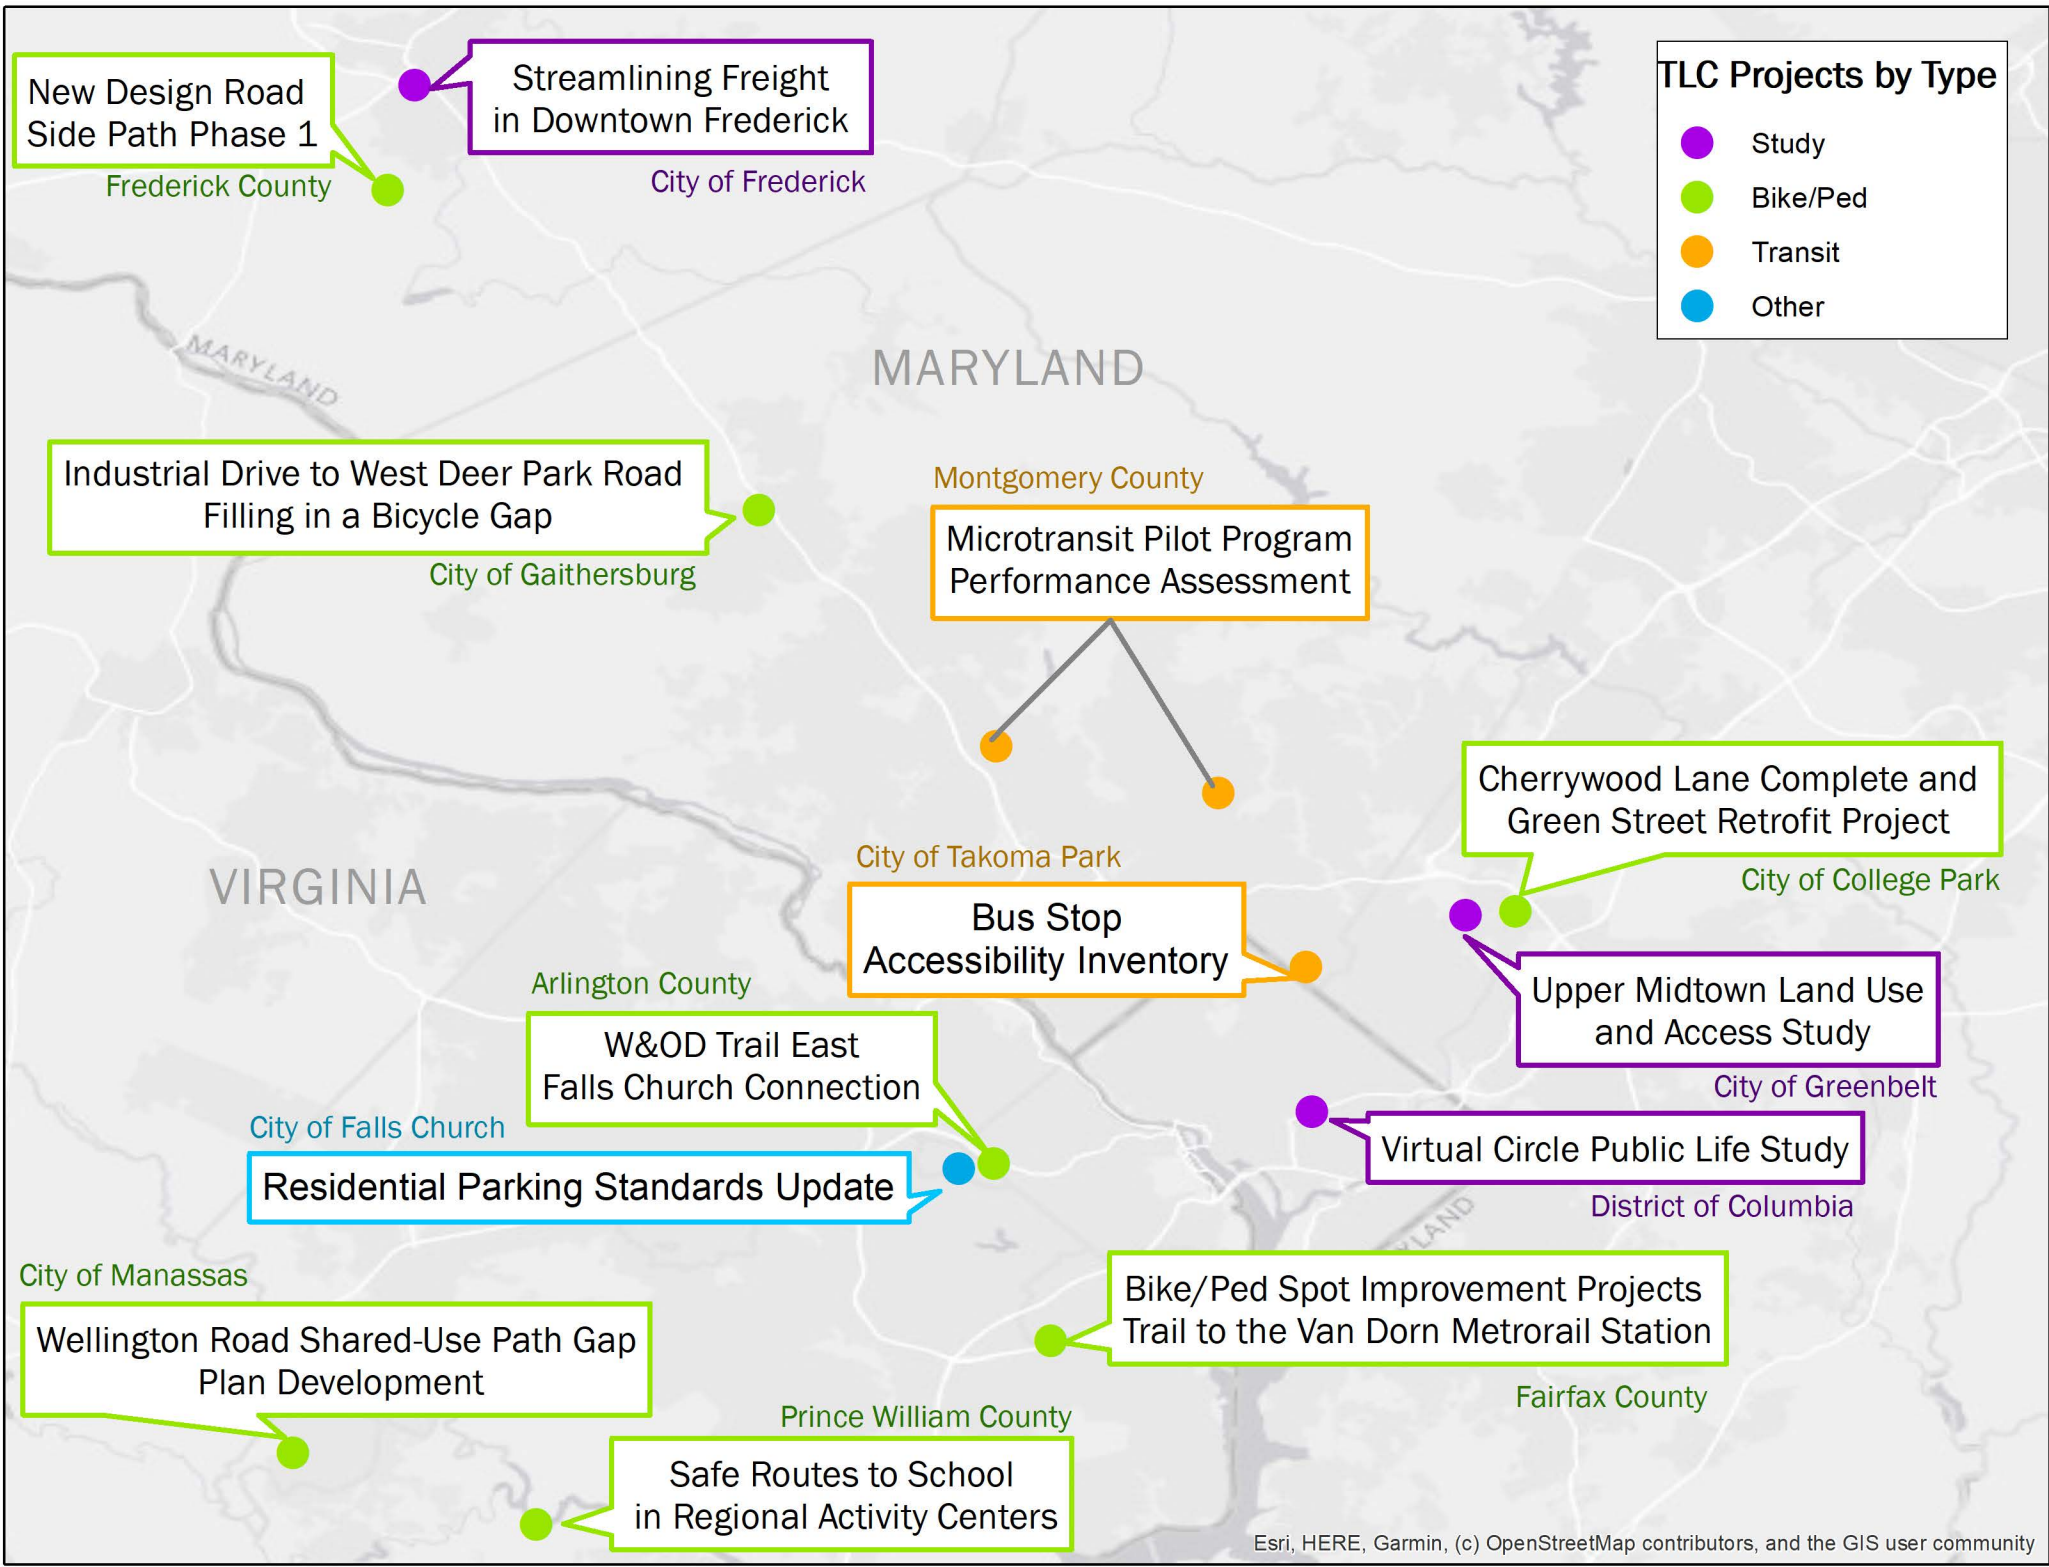 New Design Road
Side Path Phase 1
Frederick County
Streamlining Freight
in Downtown Frederick
City of Frederick
TLC Projects by Type
Study
Bike/Ped
Transit
Other
MARYLAND
MARYLAND
Industrial Drive to West Deer Park Road
Filling in a Bicycle Gap
City of Gaithersburg
Montgomery County
Microtransit Pilot Program
Performance Assessment
Cherrywood Lane Complete and
Green Street Retrofit Project
City of College Park
VIRGINIA
City of Takoma Park
Bus Stop
Accessibility Inventory
Upper Midtown Land Use
and Access Study
City of Greenbelt
Arlington County
W&OD Trail East
Falls Church Connection
City of Falls Church
Residential Parking Standards Update
Virtual Circle Public Life Study
District of Columbia
YLAND
City of Manassas
Wellington Road Shared-Use Path Gap
Plan Development
Bike/Ped Spot Improvement Projects
Trail to the Van Dorn Metrorail Station
Fairfax County
Prince William County
Safe Routes to School
in Regional Activity Centers
Esri, HERE, Garmin, (c) OpenStreetMap contributors, and the GIS user community